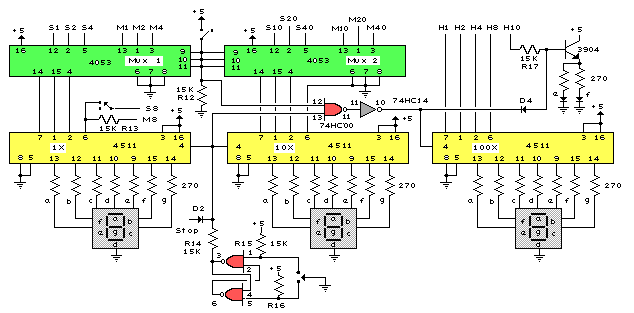 S20
S1 S2 S4 M1 M2 M4 +5 S10 S40 M10 M20 M40 H1 H2 H4 H8 H10 +5
+5 +5
16 12 2 5 13 1 3 9 16 12 2 5 13 1 3 15K R17 3904
4053 Mux 1 10 4053 Mux 2
14 15 4 6 7 8 11 14 15 4 6 7 8 270
15K R12 e f
S8 12 11 10 74HC14 D4
M8 13 11
15K R13 +5 74HC00 +5 +5
7 1 2 6 3 16 7 1 2 6 3 16 7 1 2 6 3 16
1X 4511 4 4 10X 4511 4 100X 4511
8 5 13 12 11 10 9 15 14 8 5 13 12 11 10 9 15 14 8 5 13 12 11 10 9 15 14
270 270 270
a b c d e f g a b c d e f g a b c d e f g
D2
Stop +5
f a b f a b f a b
e g c e g c e g c
d d d
R14 15K R15 15K
3 1
2 +5
4
6 5 R16